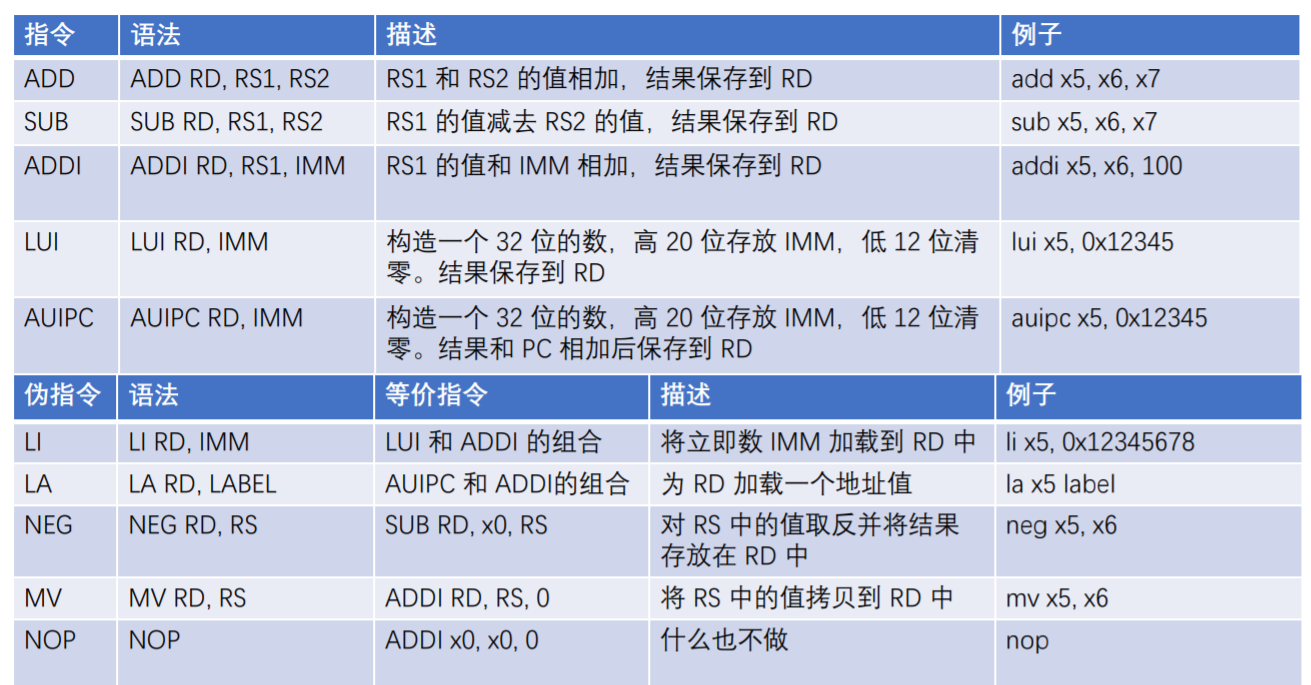 指令 语法 描述 例子
ADD ADD RD, RS1, RS2 RS1 和 RS2 的值相加，结果保存到 RD add x5, x6, x7
SUB SUB RD, RS1, RS2 RS1 的值减去 RS2 的值，结果保存到 RD sub x5, x6, x7
ADDI ADDI RD, RS1, IMM RS1 的值和 IMM 相加，结果保存到 RD addi x5, x6, 100
LUI LUI RD, IMM 构造一个 32 位的数，高 20 位存放 IMM，低 12 位清 lui x5, 0x12345
零。结果保存到 RD
AUIPC AUIPC RD, IMM 构造一个 32 位的数，高 20 位存放 IMM，低 12 位清 auipc x5, 0x12345
零。结果和 PC 相加后保存到 RD
伪指令 语法 等价指令 描述 例子
LI LI RD, IMM LUI 和 ADDI 的组合 将立即数 IMM 加载到 RD 中 li x5, 0x12345678
LA LA RD, LABEL AUIPC 和 ADDI的组合 为 RD 加载一个地址值 la x5 label
NEG NEG RD, RS SUB RD, x0, RS 对 RS 中的值取反并将结果 neg x5, x6
存放在 RD 中
MV MV RD, RS ADDI RD, RS, 0 将 RS 中的值拷贝到 RD 中 mv x5, x6
NOP NOP ADDI x0, x0, 0 什么也不做 nop